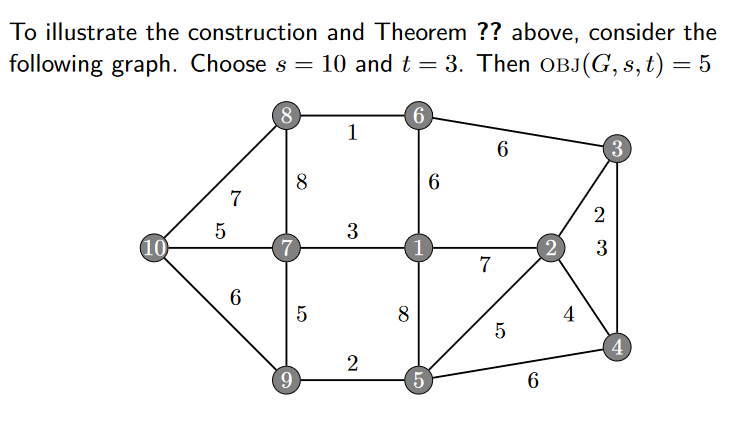 To illustrate the construction and Theorem ?? above, consider the
following graph. Choose s = 10 and t = 3. Then OBJ(G, s, t) = 5
8 6
1
6 3
7 8 6
2
5 3
10 7 1 2 3
7
6
5 8 4
5
4
2
9 5 6